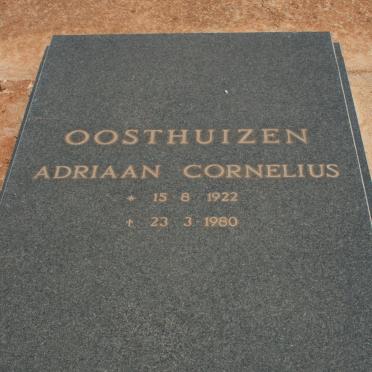 OOSTHUIZEN
ADRIAAN CORNELIUS
* 15 8 1922
† 23 3 1980